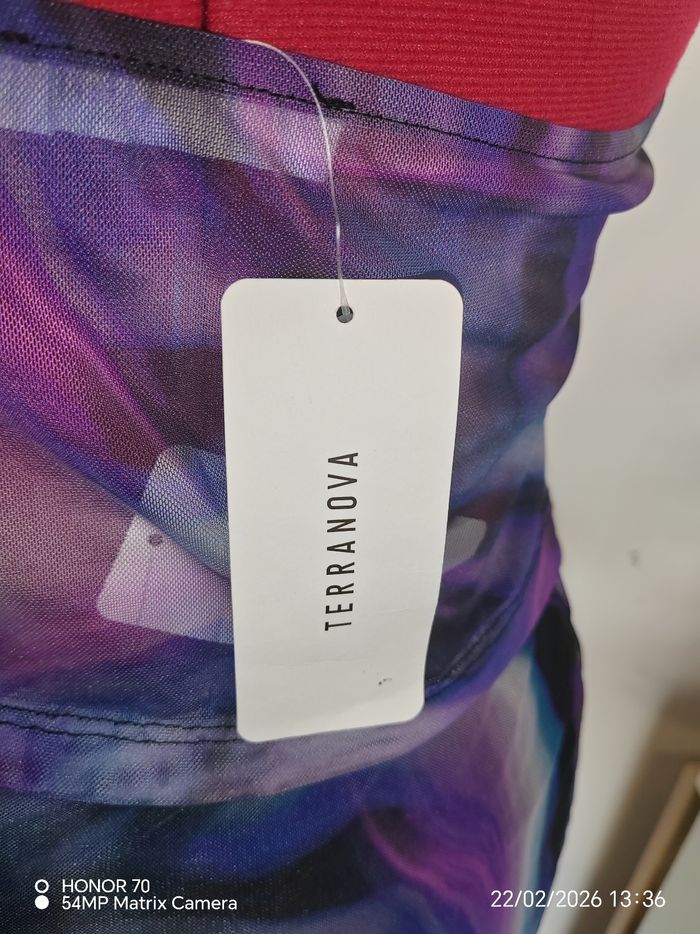 TERRANOVA
HONOR 70
54MP Matrix Camera
22/02/2026 13:36